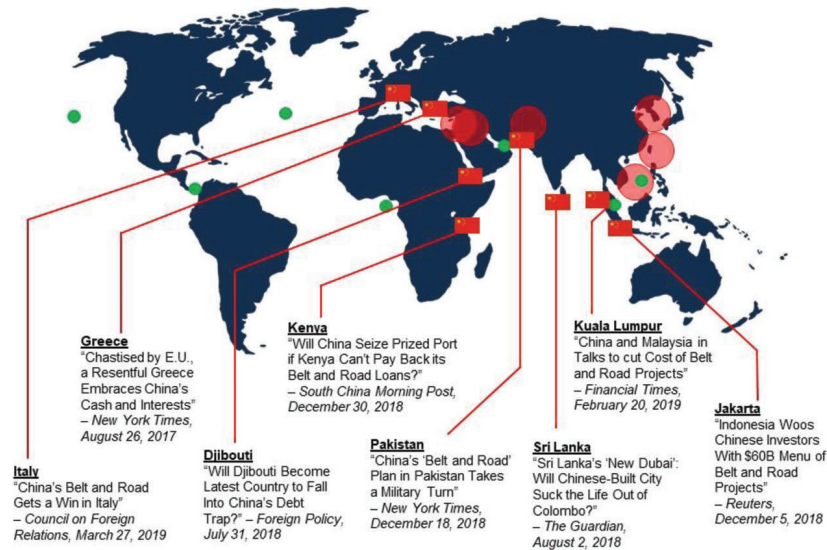 Greece
"Chastised by E.U.,
a Resentful Greece
Embraces China's
Cash and Interests"
– New York Times,
August 26, 2017
Italy
"China's Belt and Road
Gets a Win in Italy"
– Council on Foreign
Relations, March 27, 2019
Djibouti
"Will Djibouti Become
Latest Country to Fall
Into China's Debt
Trap?" – Foreign Policy,
July 31, 2018
Kenya
"Will China Seize Prized Port
if Kenya Can't Pay Back its
Belt and Road Loans?"
– South China Morning Post,
December 30, 2018
Pakistan
"China's 'Belt and Road'
Plan in Pakistan Takes
a Military Turn"
– New York Times,
December 18, 2018
Sri Lanka
"Sri Lanka's 'New Dubai':
Will Chinese-Built City
Suck the Life Out of
Colombo?"
– The Guardian,
August 2, 2018
Kuala Lumpur
"China and Malaysia in
Talks to cut Cost of Belt
and Road Projects"
– Financial Times,
February 20, 2019
Jakarta
"Indonesia Woos
Chinese Investors
With $60B Menu of
Belt and Road
Projects"
– Reuters,
December 5, 2018